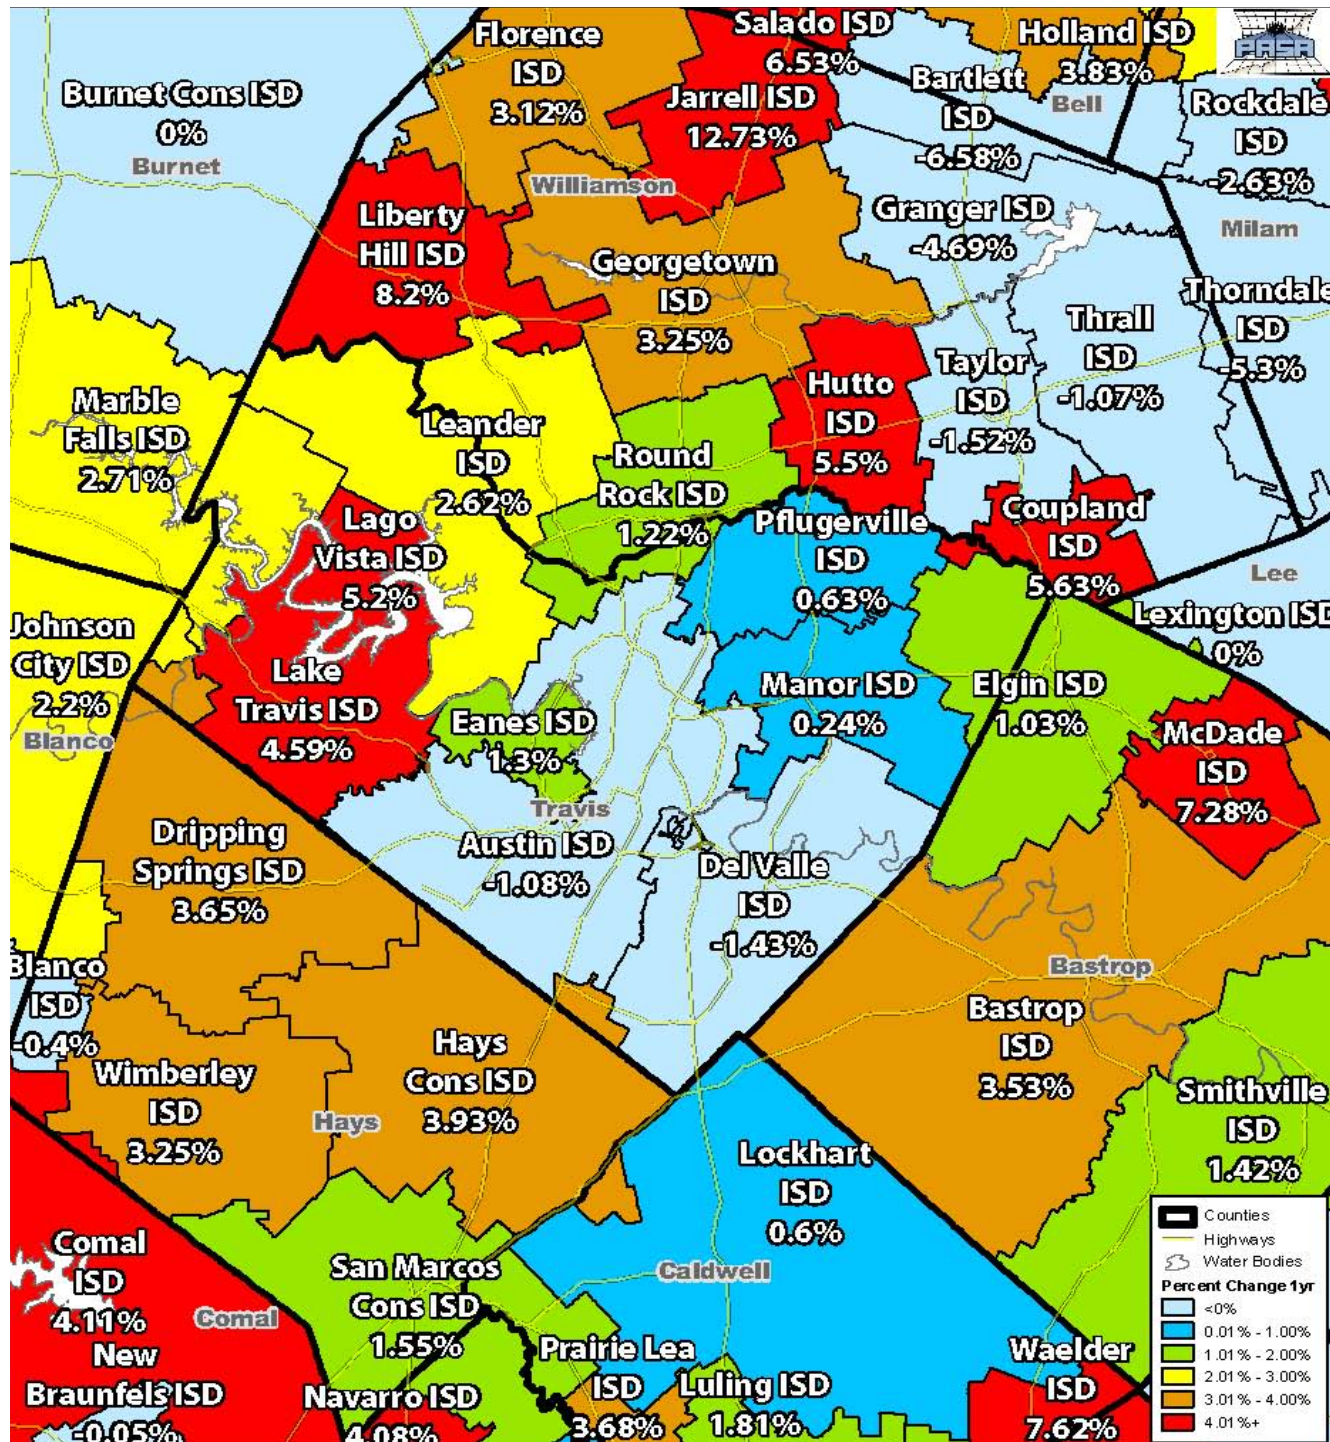 Florence
ISD
3.12%
Salado ISD
6.53%
Holland ISD
3.83%
PASA
Burnet Cons ISD
0%
Burnet
Jarrell ISD
12.73%
Bartlett
ISD
-6.58%
Bell
Rockdale
ISD
-2.63%
Williamson
Liberty
Hill ISD
8.2%
Granger ISD
-4.69%
Milam
Georgetown
ISD
3.25%
Thorndale
ISD
-5.3%
Thrall
ISD
-1.07%
Taylor
ISD
-1.52%
Hutto
ISD
5.5%
Marble
Falls ISD
2.71%
Leander
ISD
2.62%
Round
Rock ISD
1.22%
Lago
Vista ISD
5.2%
Pflugerville
ISD
0.63%
Coupland
ISD
5.63%
Lee
Lexington ISD
0%
Johnson
City ISD
2.2%
Blanco
Lake
Travis ISD
4.59%
Eanes ISD
1.3%
Manor ISD
0.24%
Elgin ISD
1.03%
McDade
ISD
7.28%
Travis
Dripping
Springs ISD
3.65%
Austin ISD
-1.08%
Del Valle
ISD
-1.43%
Blanco
ISD
-0.4%
Bastrop
Bastrop
ISD
3.53%
Wimberley
ISD
3.25%
Hays
Cons ISD
3.93%
Hays
Smithville
ISD
1.42%
Lockhart
ISD
0.6%
Comal
ISD
4.11%
Comal
San Marcos
Cons ISD
1.55%
Caldwell
New
Braunfels ISD
-0.05%
Navarro ISD
4.08%
Prairie Lea
ISD
3.68%
Luling ISD
1.81%
Waelder
ISD
7.62%
Counties
Highways
Water Bodies
Percent Change 1yr
<0%
0.01% - 1.00%
1.01% - 2.00%
2.01% - 3.00%
3.01% - 4.00%
4.01%+